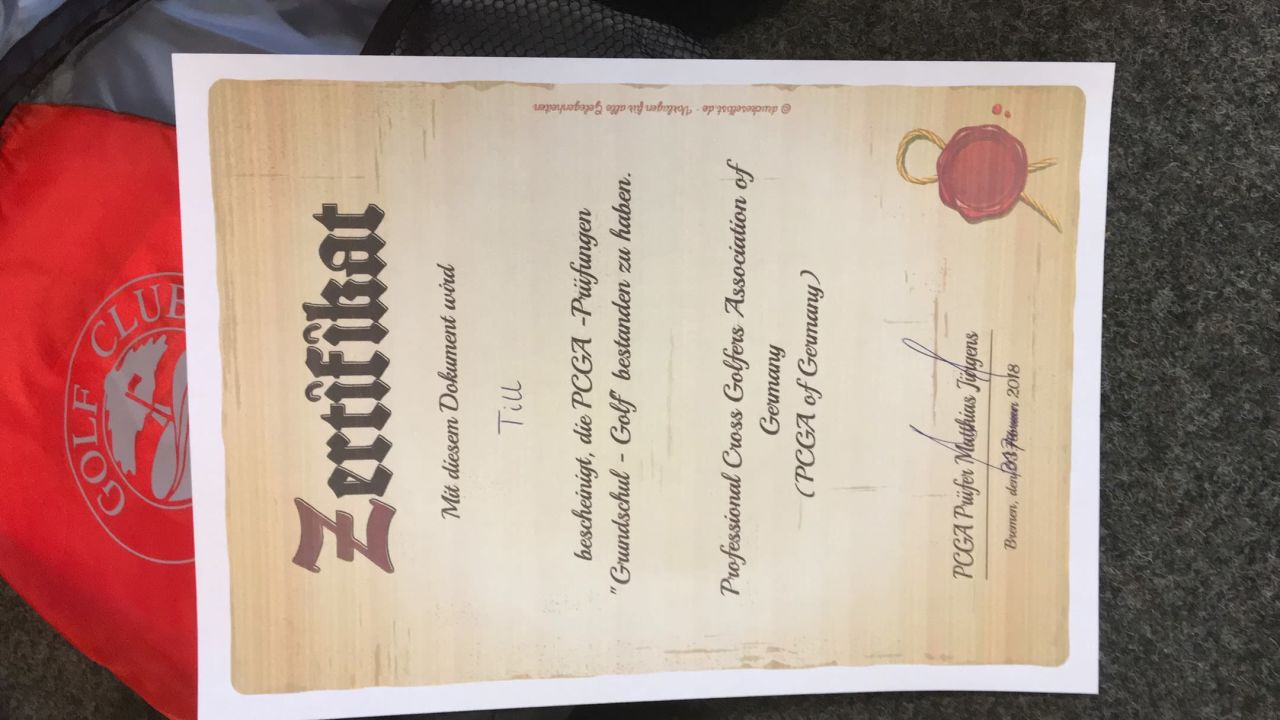 GOLF CLUB
Zertifikat
Mit diesem Dokument wird
Till
bescheinigt, die PCGA -Prüfungen
"Grundschul - Golf" bestanden zu haben.
Professional Cross Golfers Association of
Germany
(PCGA of Germany)
PCGA Prüfer Matthias Jürgens
Bremen, den 2018
© druckeselbst.de - Vorlagen für alle Gelegenheiten